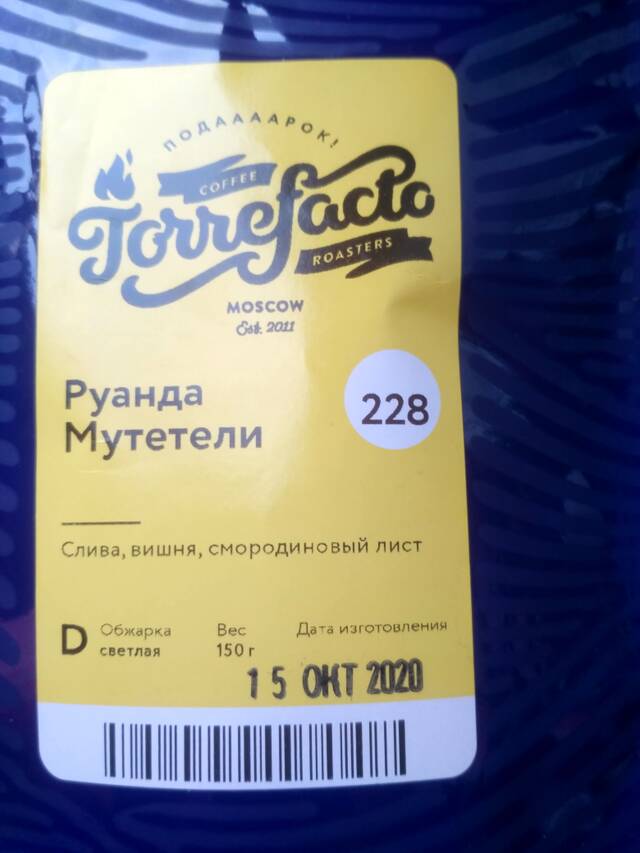 ПОДАААААРОК!
COFFEE
Torrefacto
ROASTERS
MOSCOW
Est. 2011
Руанда
Мутетели
228
Слива, вишня, смородиновый лист
D
Обжарка
светлая
Вес
150 г
Дата изготовления
15 ОКТ 2020